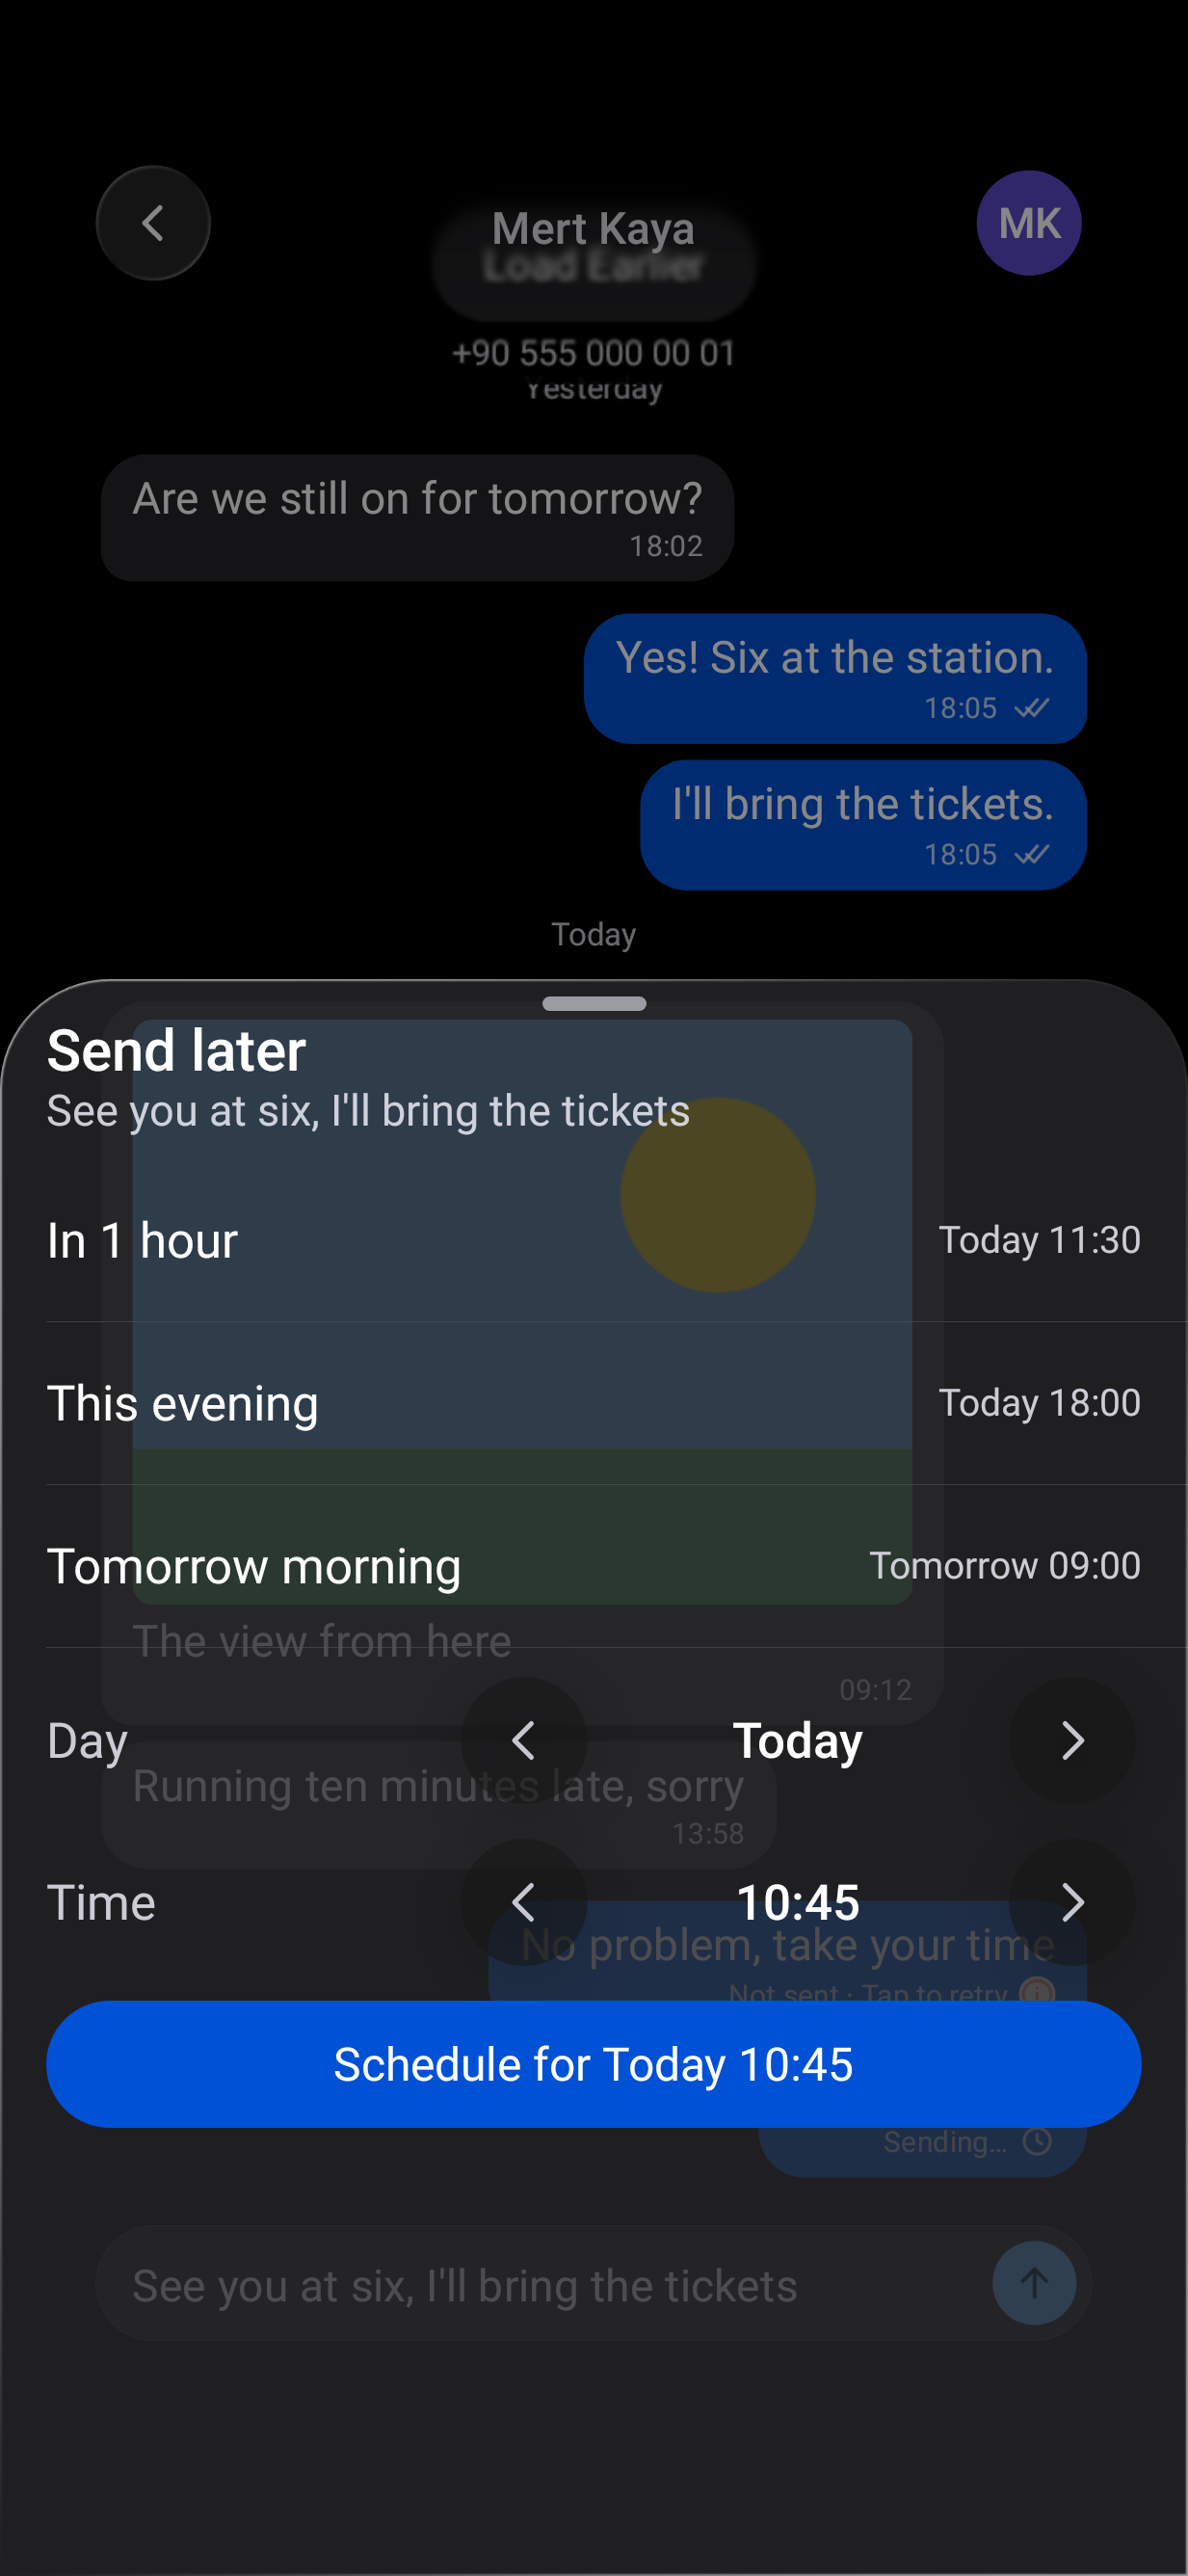 Mert Kaya
MK
Load Earlier
+90 555 000 00 01
Yesterday
Are we still on for tomorrow?
18:02
Yes! Six at the station.
18:05
I'll bring the tickets.
18:05
Today
Send later
See you at six, I'll bring the tickets
In 1 hour
Today 11:30
This evening
Today 18:00
Tomorrow morning
Tomorrow 09:00
The view from here
09:12
Day
Today
Running ten minutes late, sorry
13:58
Time
10:45
No problem, take your time
Not sent · Tap to retry
Schedule for Today 10:45
Sending…
See you at six, I'll bring the tickets